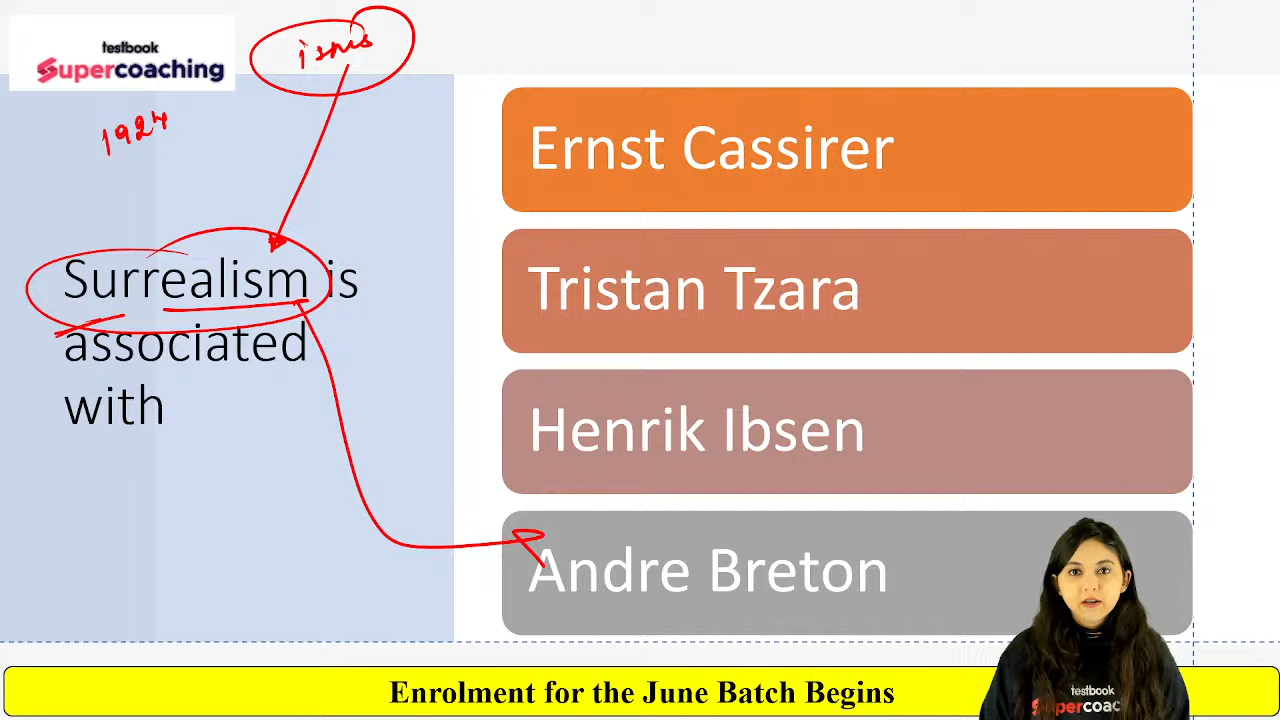 testbook
Supercoaching
isms
1924
Surrealism is
associated
with
Ernst Cassirer
Tristan Tzara
Henrik Ibsen
Andre Breton
testbook
Supercoac
Enrolment for the June Batch Begins